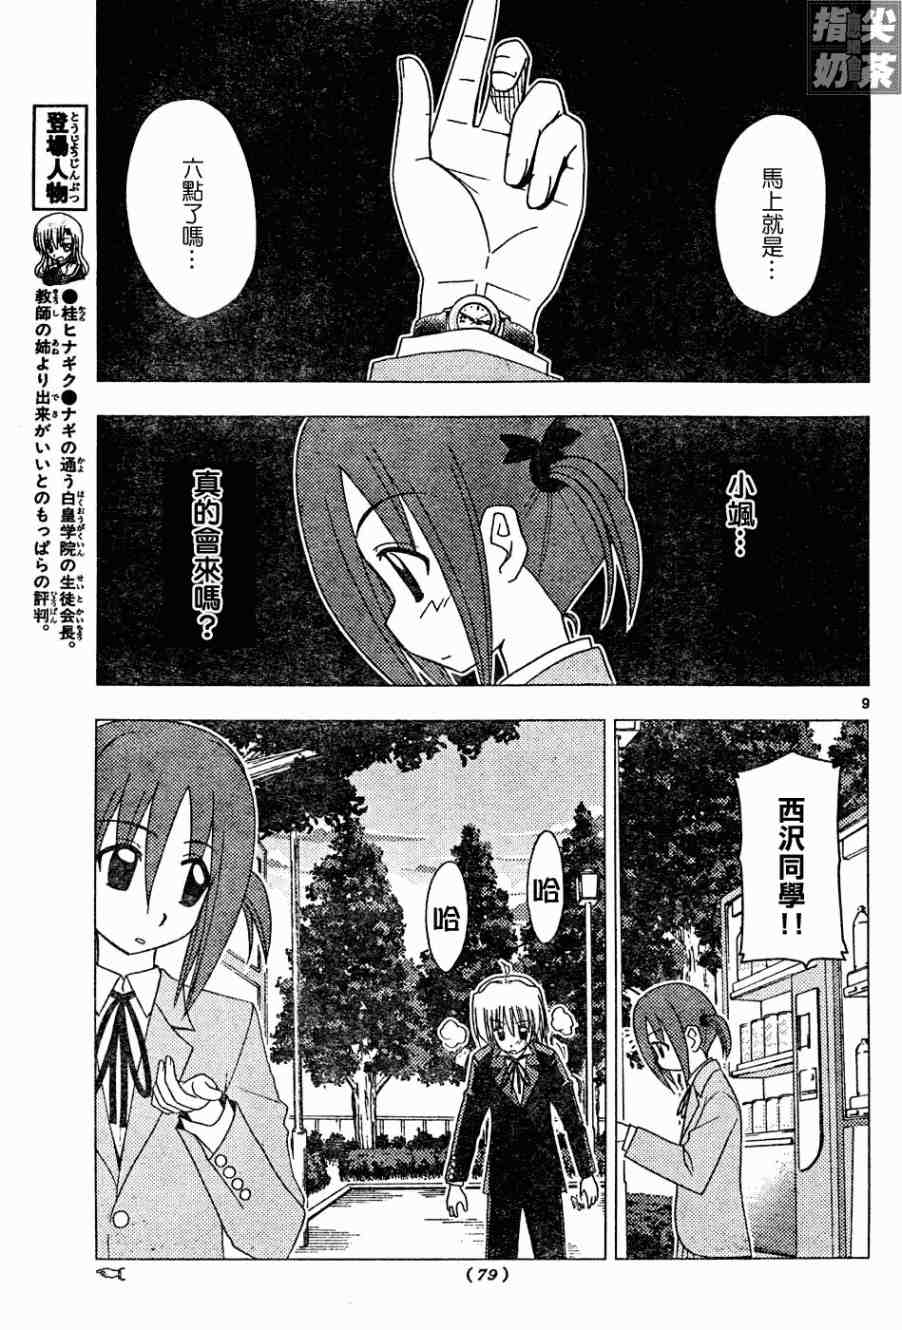 指尖
奶茶
馬上就是…
六點了嗎…
小颯…
真的會來嗎？
9
西沢同學!!
哈
哈
とうじょうじんぶつ
登場人物
●桂ヒナギク●ナギの通う白皇学院の生徒会長。
教師の姉より出来がいいとのもっぱらの評判。
(79)